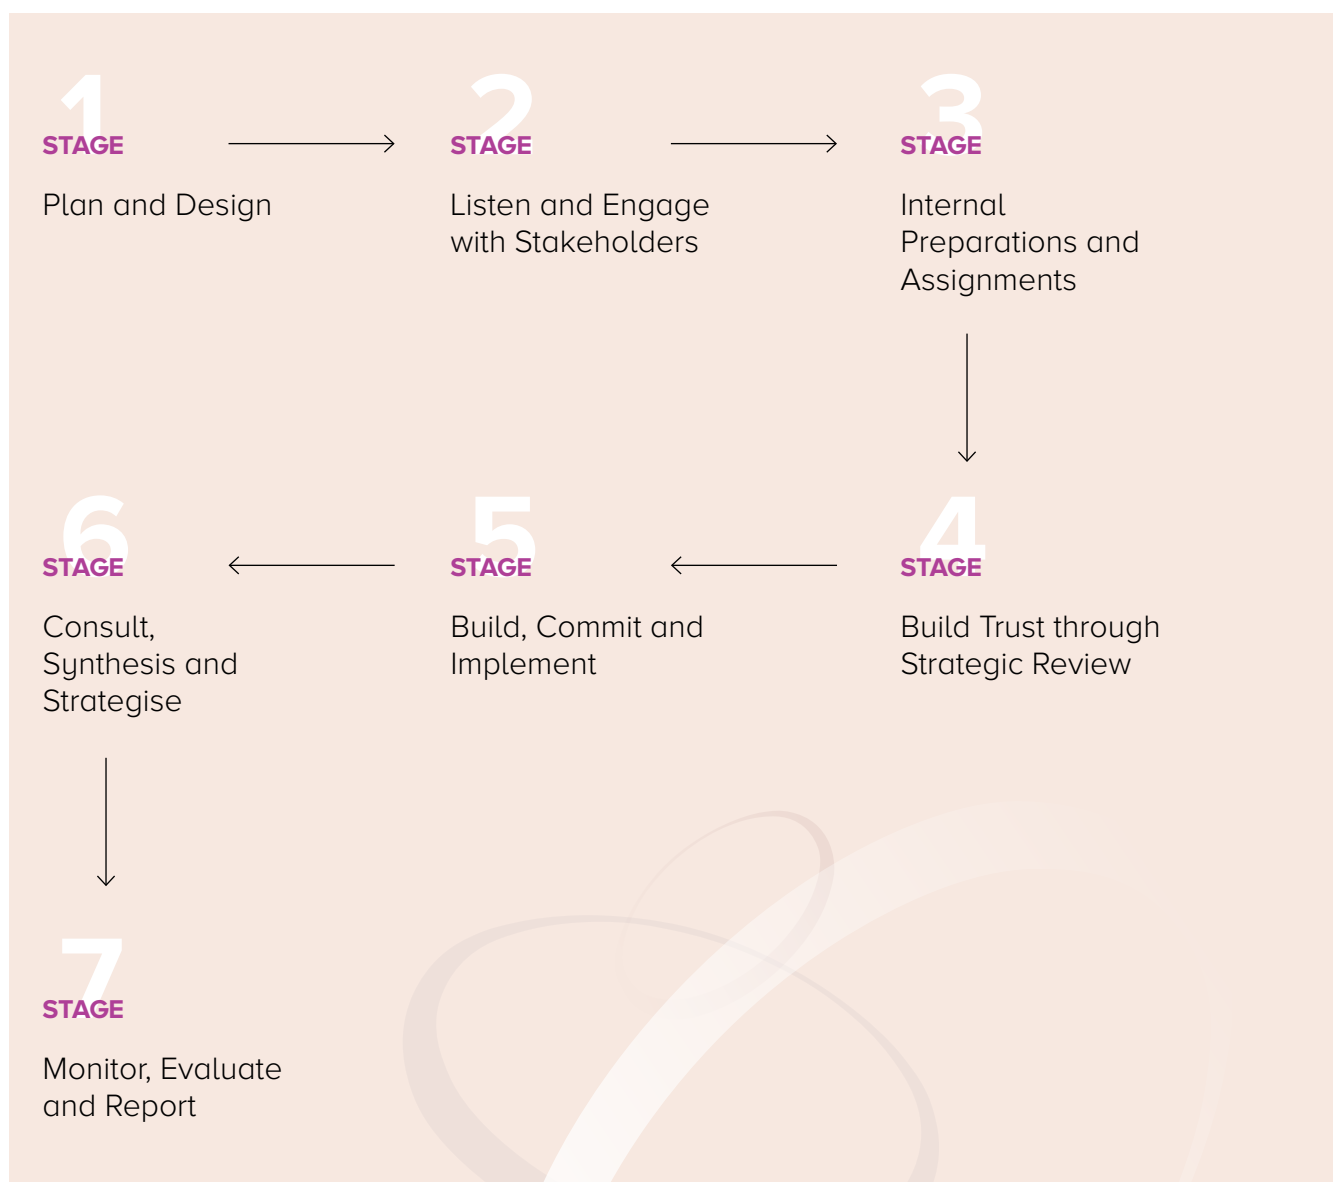 1
STAGE
Plan and Design
2
STAGE
Listen and Engage
with Stakeholders
3
STAGE
Internal
Preparations and
Assignments
4
STAGE
Build Trust through
Strategic Review
5
STAGE
Build, Commit and
Implement
6
STAGE
Consult,
Synthesis and
Strategise
7
STAGE
Monitor, Evaluate
and Report